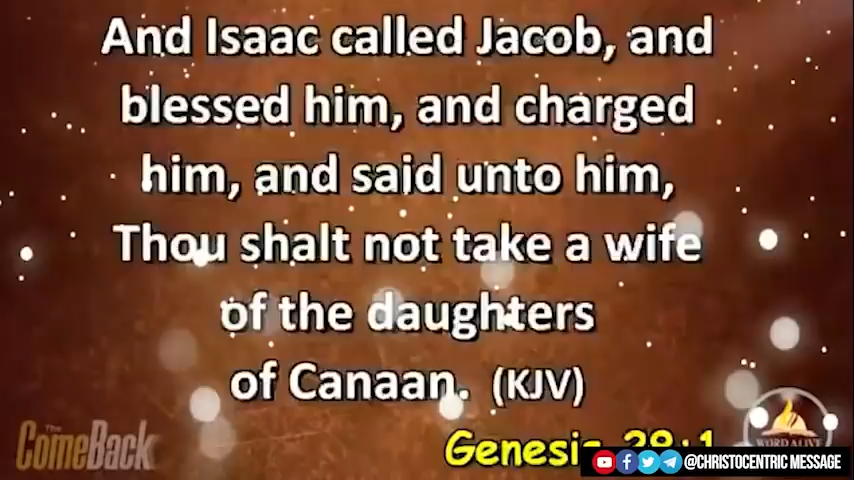 And Isaac called Jacob, and
blessed him, and charged
him, and said unto him,
Thou shalt not take a wife
of the daughters
of Canaan. (KJV)
Genesis 28:1
The
ComeBack
WORD ALIVE
@CHRISTOCENTRIC MESSAGE